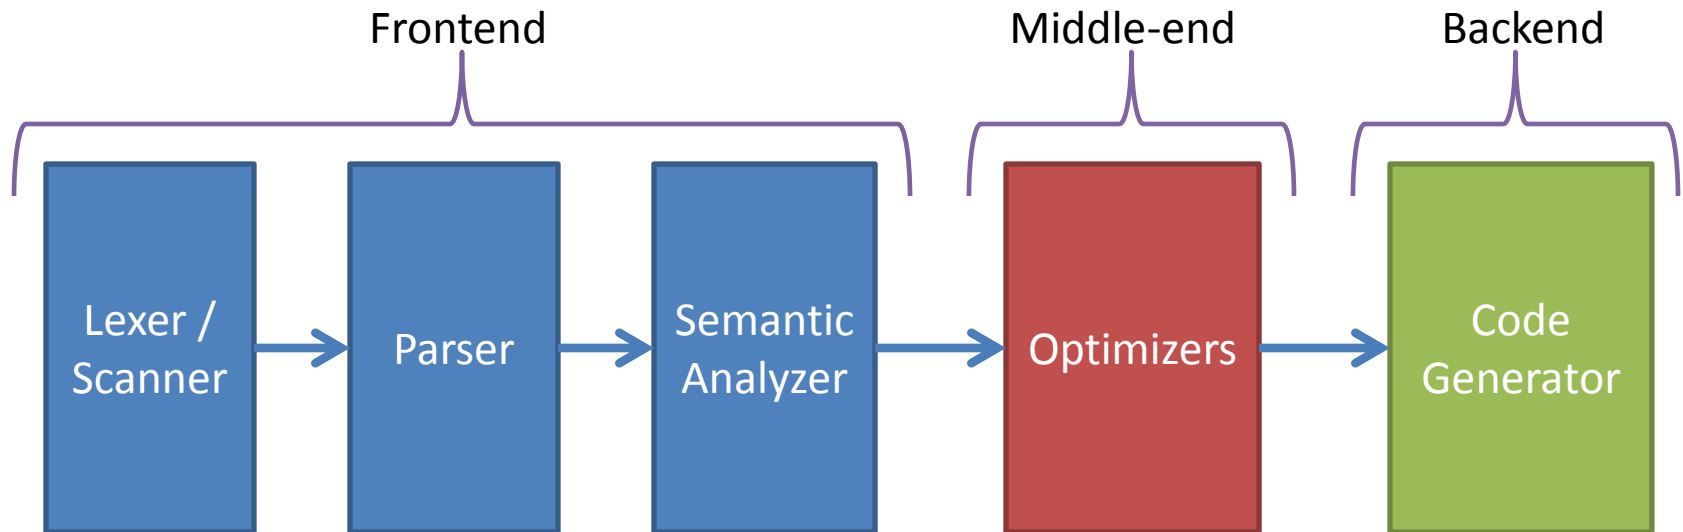 Frontend
Middle-end
Backend
Lexer /
Scanner
Parser
Semantic
Analyzer
Optimizers
Code
Generator